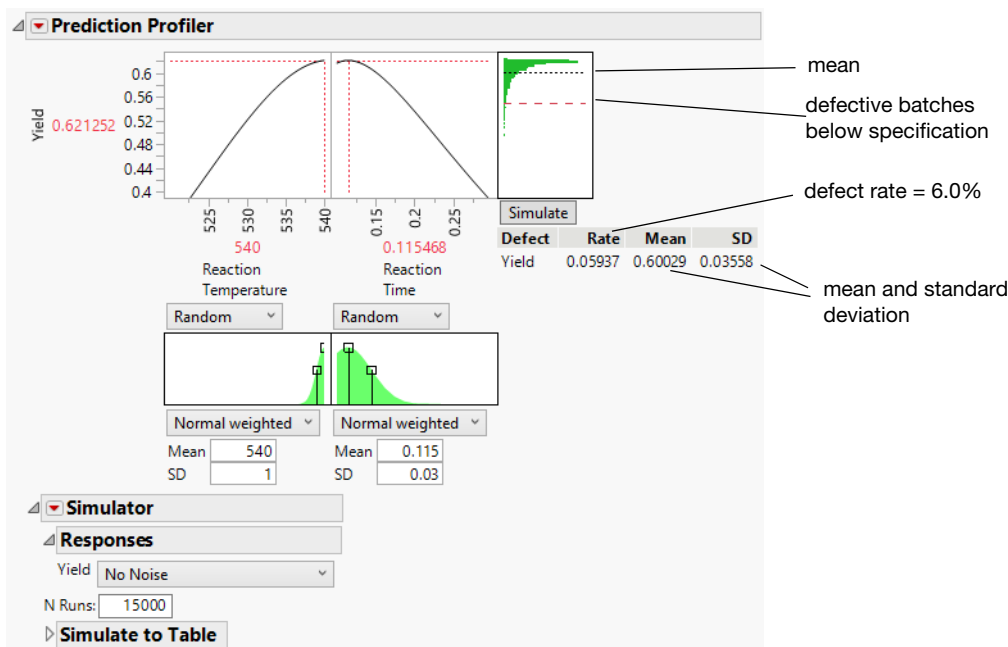 Prediction Profiler
mean
defective batches
below specification
defect rate = 6.0%
mean and standard
deviation
Yield
0.621252
0.6
0.56
0.52
0.48
0.44
0.4
525
530
535
540
0.15
0.2
0.25
540
0.115468
Reaction
Temperature
Reaction
Time
Simulate
Defect Rate Mean SD
Yield 0.05937 0.60029 0.03558
Random
Random
Normal weighted
Normal weighted
Mean 540
SD 1
Mean 0.115
SD 0.03
Simulator
Responses
Yield No Noise
N Runs: 15000
Simulate to Table